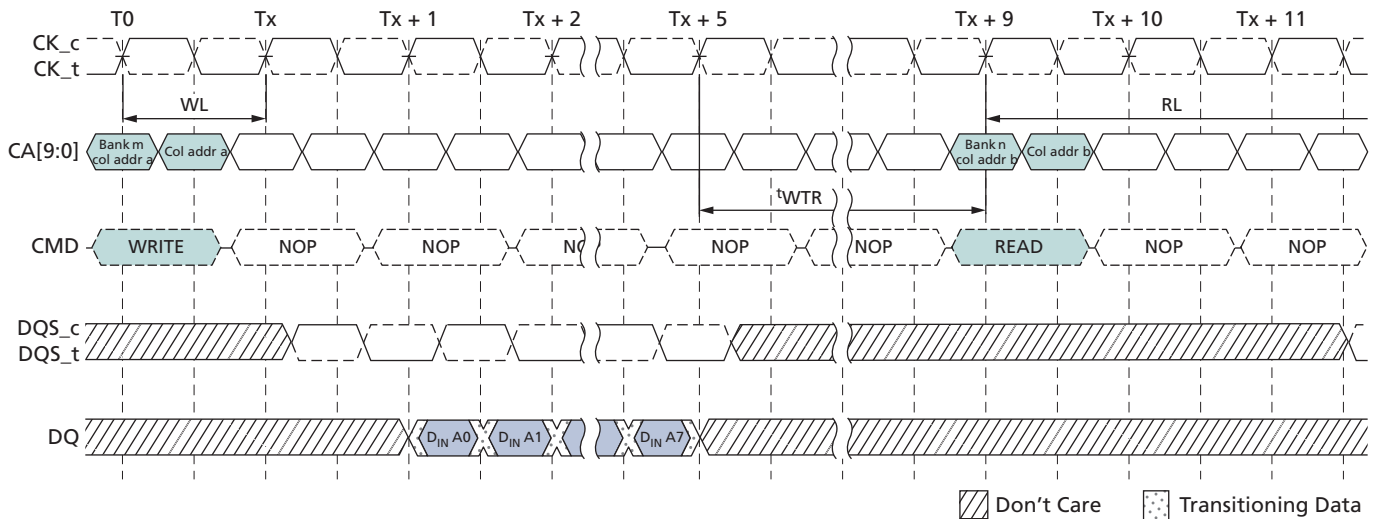 T0 Tx Tx + 1 Tx + 2 Tx + 5 Tx + 9 Tx + 10 Tx + 11
CK_c
CK_t
WL RL
CA[9:0] Bank m Col addr a Bank n Col addr b
col addr a col addr b
tWTR
CMD WRITE NOP NOP NO NOP NOP READ NOP NOP
DQS_c
DQS_t
DQ DIN A0 DIN A1 DIN A7
Don't Care Transitioning Data